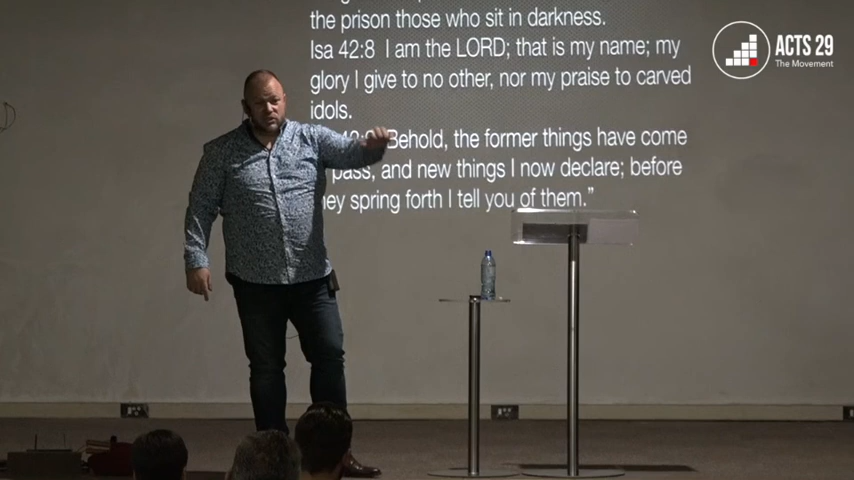 the prison those who sit in darkness.
Isa 42:8 I am the LORD; that is my name; my
glory I give to no other, nor my praise to carved
idols.
Behold, the former things have come
pass, and new things I now declare; before
they spring forth I tell you of them.”
ACTS 29
The Movement